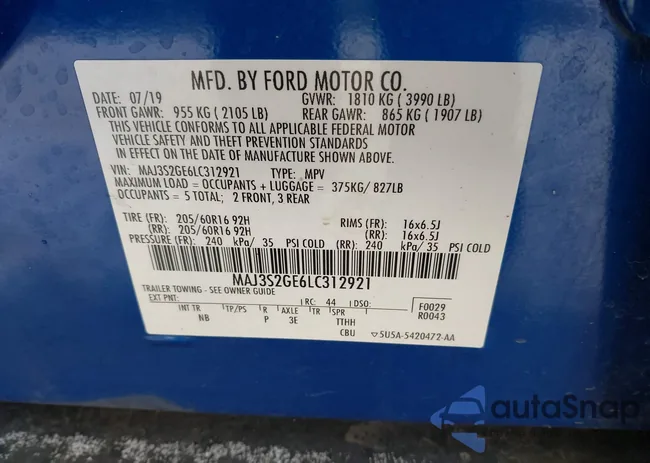 MFD. BY FORD MOTOR CO.
DATE: 07/19 GVWR: 1810 KG ( 3990 LB)
FRONT GAWR: 955 KG ( 2105 LB) REAR GAWR: 865 KG ( 1907 LB)
THIS VEHICLE CONFORMS TO ALL APPLICABLE FEDERAL MOTOR
VEHICLE SAFETY AND THEFT PREVENTION STANDARDS
IN EFFECT ON THE DATE OF MANUFACTURE SHOWN ABOVE.
VIN: MAJ3S2GE6LC312921 TYPE: MPV
MAXIMUM LOAD = OCCUPANTS + LUGGAGE = 375KG/ 827LB
OCCUPANTS = 5 TOTAL; 2 FRONT, 3 REAR
TIRE (FR): 205/60R16 92H RIMS (FR): 16x6.5J
(RR): 205/60R16 92H (RR): 16x6.5J
PRESSURE (FR): 240 kPa/ 35 PSI COLD (RR): 240 kPa/ 35 PSI COLD
MAJ3S2GE6LC312921
TRAILER TOWING - SEE OWNER GUIDE
EXT PNT: RC: 44 DSO: F0029
R0043
INT TR TP/PS R AXLE TR SPR
NB P 3E TTHH
CBU 5U5A-5420472-AA
autoSnap